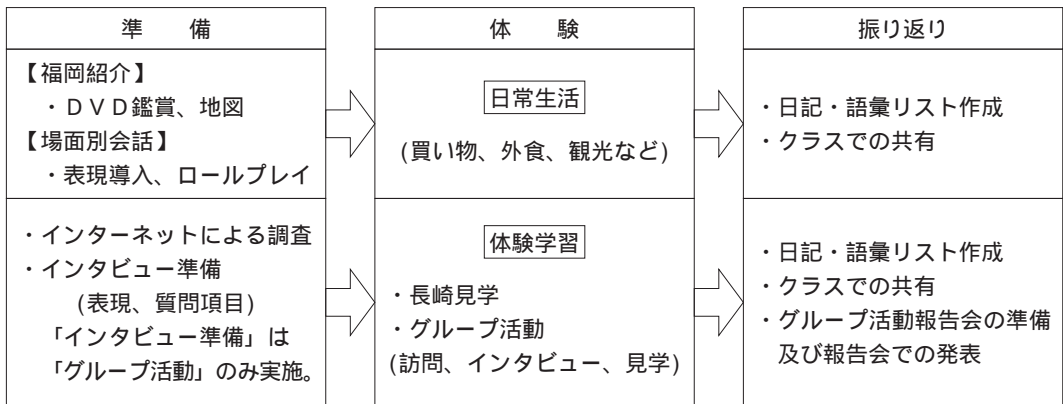 準　備
【福岡紹介】
・ＤＶＤ鑑賞、地図
【場面別会話】
・表現導入、ロールプレイ
・インターネットによる調査
・インタビュー準備
(表現、質問項目)
「インタビュー準備」は
「グループ活動」のみ実施。
体　験
日常生活
(買い物、外食、観光など)
体験学習
・長崎見学
・グループ活動
(訪問、インタビュー、見学)
振り返り
・日記・語彙リスト作成
・クラスでの共有
・日記・語彙リスト作成
・クラスでの共有
・グループ活動報告会の準備
及び報告会での発表